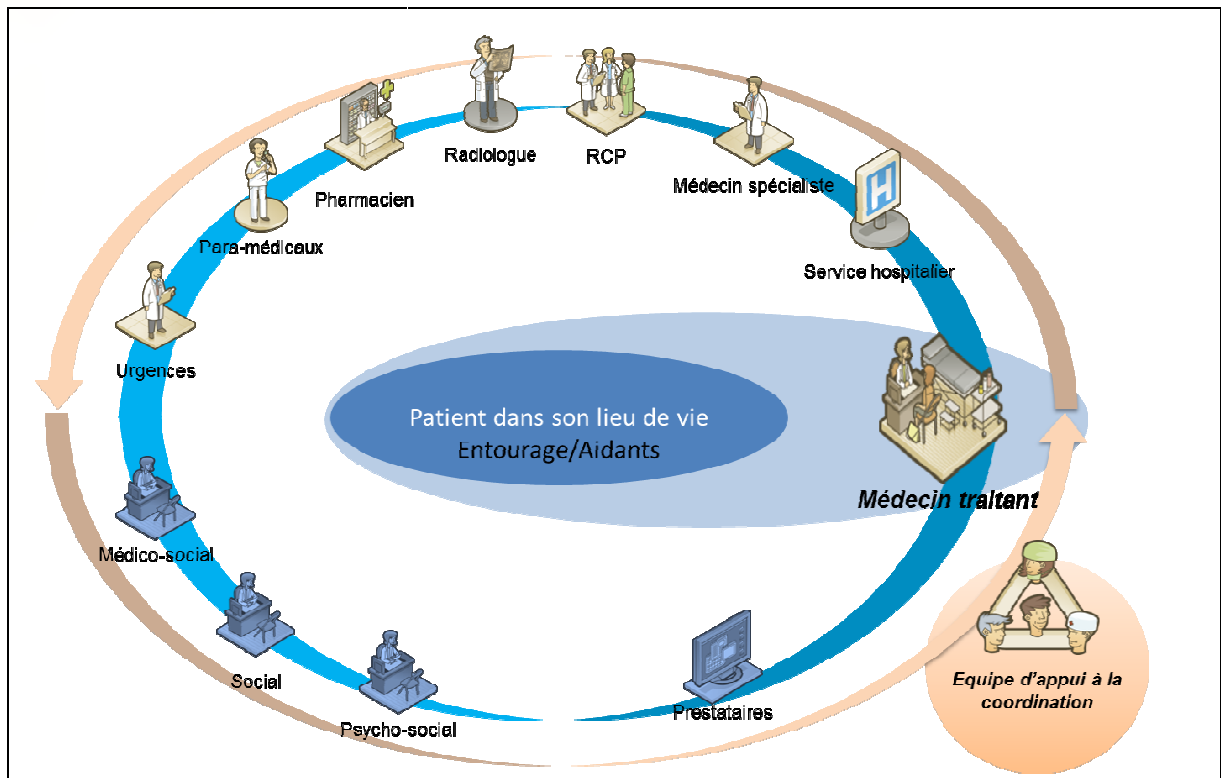 Radiologue
RCP
Médecin spécialiste
Pharmacien
Para-médicaux
Service hospitalier
H
Urgences
Patient dans son lieu de vie
Entourage/Aidants
Médecin traitant
Médico-social
Social
Psycho-social
Prestataires
Equipe d'appui à la
coordination